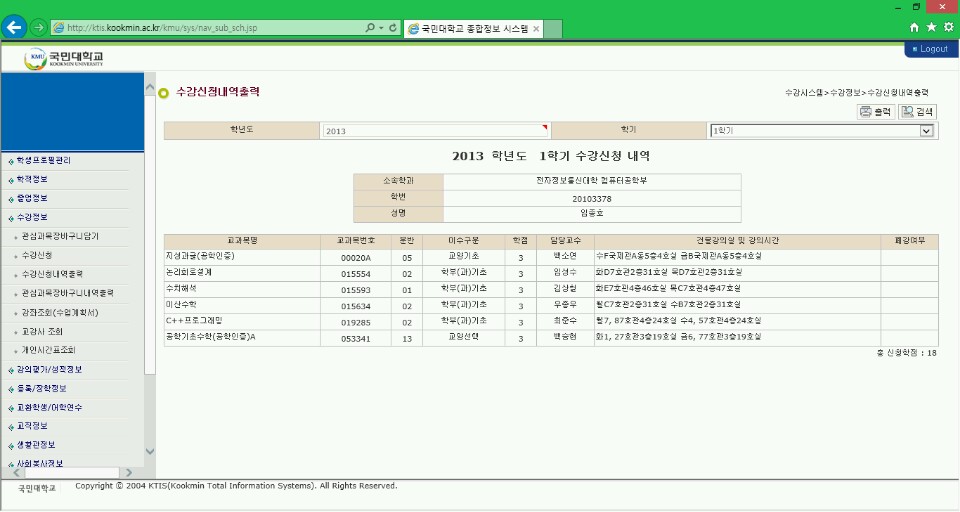 http://ktis.kookmin.ac.kr/kmu/sys/nav_sub_sch.jsp
국민대학교 종합정보 시스템
Logout
KMU 국민대학교
KOOKMIN UNIVERSITY
수강신청내역출력
수강시스템>수강정보>수강신청내역출력
출력 검색
학년도 2013 학기 1학기
2013 학년도 1학기 수강신청 내역
소속학과 전자정보통신대학 컴퓨터공학부
학번 20103378
성명 임종호
교과목명 교과목번호 분반 이수구분 학점 담당교수 건물강의실 및 강의시간 폐강여부
지성과글(공학인증) 00020A 05 교양기초 3 백소연 수F국제관A동5층4호실 금B국제관A동5층4호실
논리회로설계 015554 02 학부(과)기초 3 임성수 화D7호관2층31호실 목D7호관2층31호실
수치해석 015593 01 학부(과)기초 3 김상철 화E7호관4층46호실 목C7호관4층47호실
이산수학 015634 02 학부(과)기초 3 우종우 월C7호관2층31호실 수B7호관2층31호실
C++프로그래밍 019285 02 학부(과)기초 3 최준수 월7, 87호관4층24호실 수4, 57호관4층24호실
공학기초수학(공학인증)A 053341 13 교양선택 3 백승현 화1, 27호관3층19호실 금6, 77호관3층19호실
총 신청학점 : 18
학생프로필관리
학적정보
졸업정보
수강정보
관심과목장바구니담기
수강신청
수강신청내역출력
관심과목장바구니내역출력
강좌조회(수업계획서)
교강사 조회
개인시간표조회
강의평가/성적정보
등록/장학정보
교환학생/어학연수
교직정보
생활관정보
사회봉사정보
국민대학교 Copyright © 2004 KTIS(Kookmin Total Information Systems). All Rights Reserved.